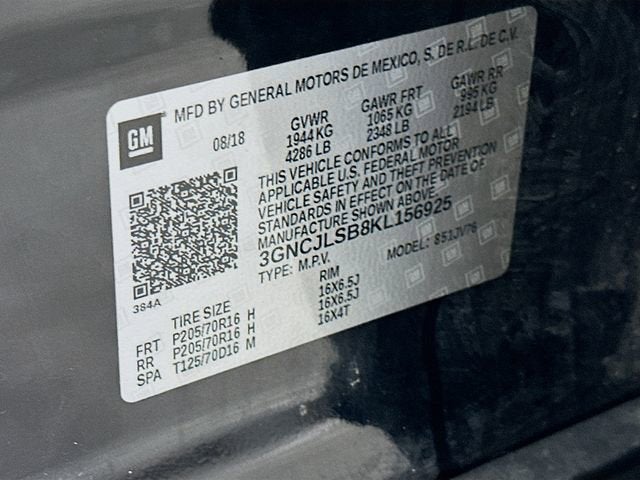 MFD BY GENERAL MOTORS DE MEXICO, S. DE R.L. DE C.V.
GM
08/18
GVWR GAWR FRT GAWR RR
1944 KG 1065 KG 995 KG
4286 LB 2348 LB 2194 LB
THIS VEHICLE CONFORMS TO ALL
APPLICABLE U.S. FEDERAL MOTOR
VEHICLE SAFETY AND THEFT PREVENTION
STANDARDS IN EFFECT ON THE DATE OF
MANUFACTURE SHOWN ABOVE.
3GNCJLSB8KL156925
TYPE: M.P.V. MODEL: 851JV76
384A
TIRE SIZE RIM
FRT P205/70R16 H 16X6.5J
RR P205/70R16 H 16X6.5J
SPA T125/70D16 M 16X4T